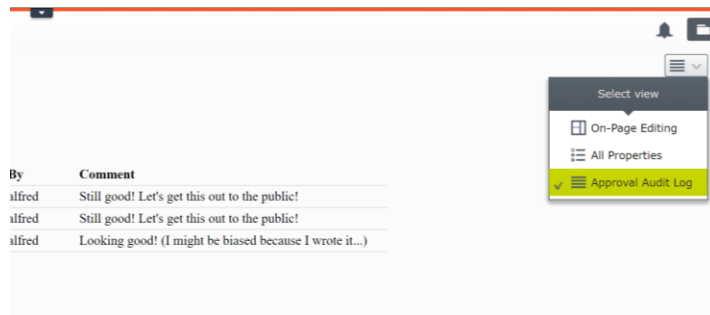 Select view
On-Page Editing
All Properties
Approval Audit Log
By Comment
alfred Still good! Let's get this out to the public!
alfred Still good! Let's get this out to the public!
alfred Looking good! (I might be biased because I wrote it...)